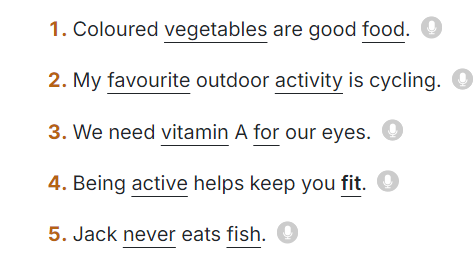 1. Coloured vegetables are good food.
2. My favourite outdoor activity is cycling.
3. We need vitamin A for our eyes.
4. Being active helps keep you fit.
5. Jack never eats fish.